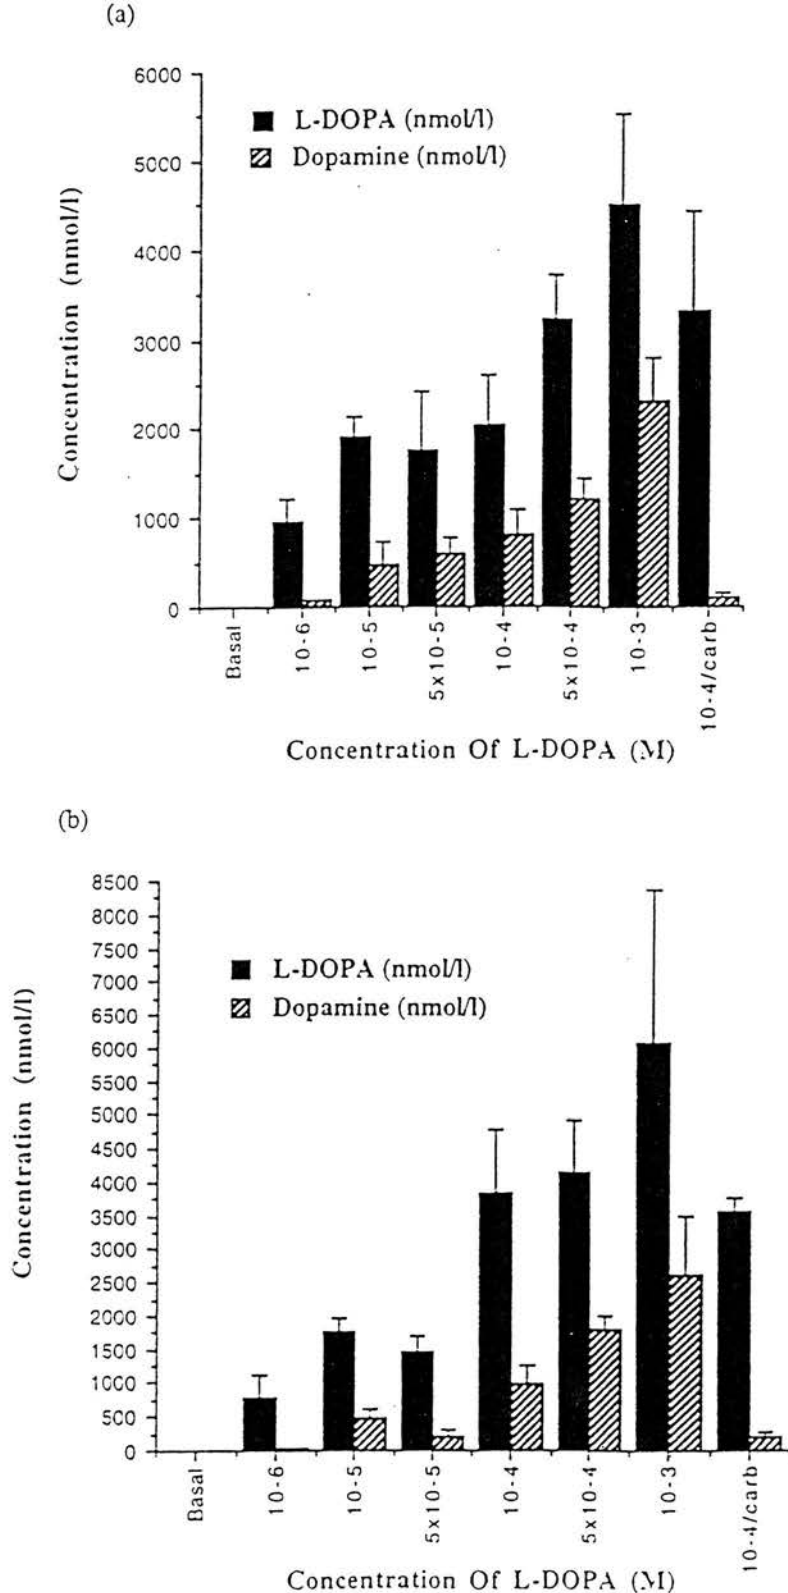 (a)
6000
5000
4000
3000
2000
1000
0
Concentration (nmol/l)
L-DOPA (nmol/l)
Dopamine (nmol/l)
Basal
10-6
10-5
5x10-5
10-4
5x10-4
10-3
10-4/carb
Concentration Of L-DOPA (M)
(b)
8500
8000
7500
7000
6500
6000
5500
5000
4500
4000
3500
3000
2500
2000
1500
1000
500
0
Concentration (nmol/l)
L-DOPA (nmol/l)
Dopamine (nmol/l)
Basal
10-6
10-5
5x10-5
10-4
5x10-4
10-3
10-4/carb
Concentration Of L-DOPA (M)